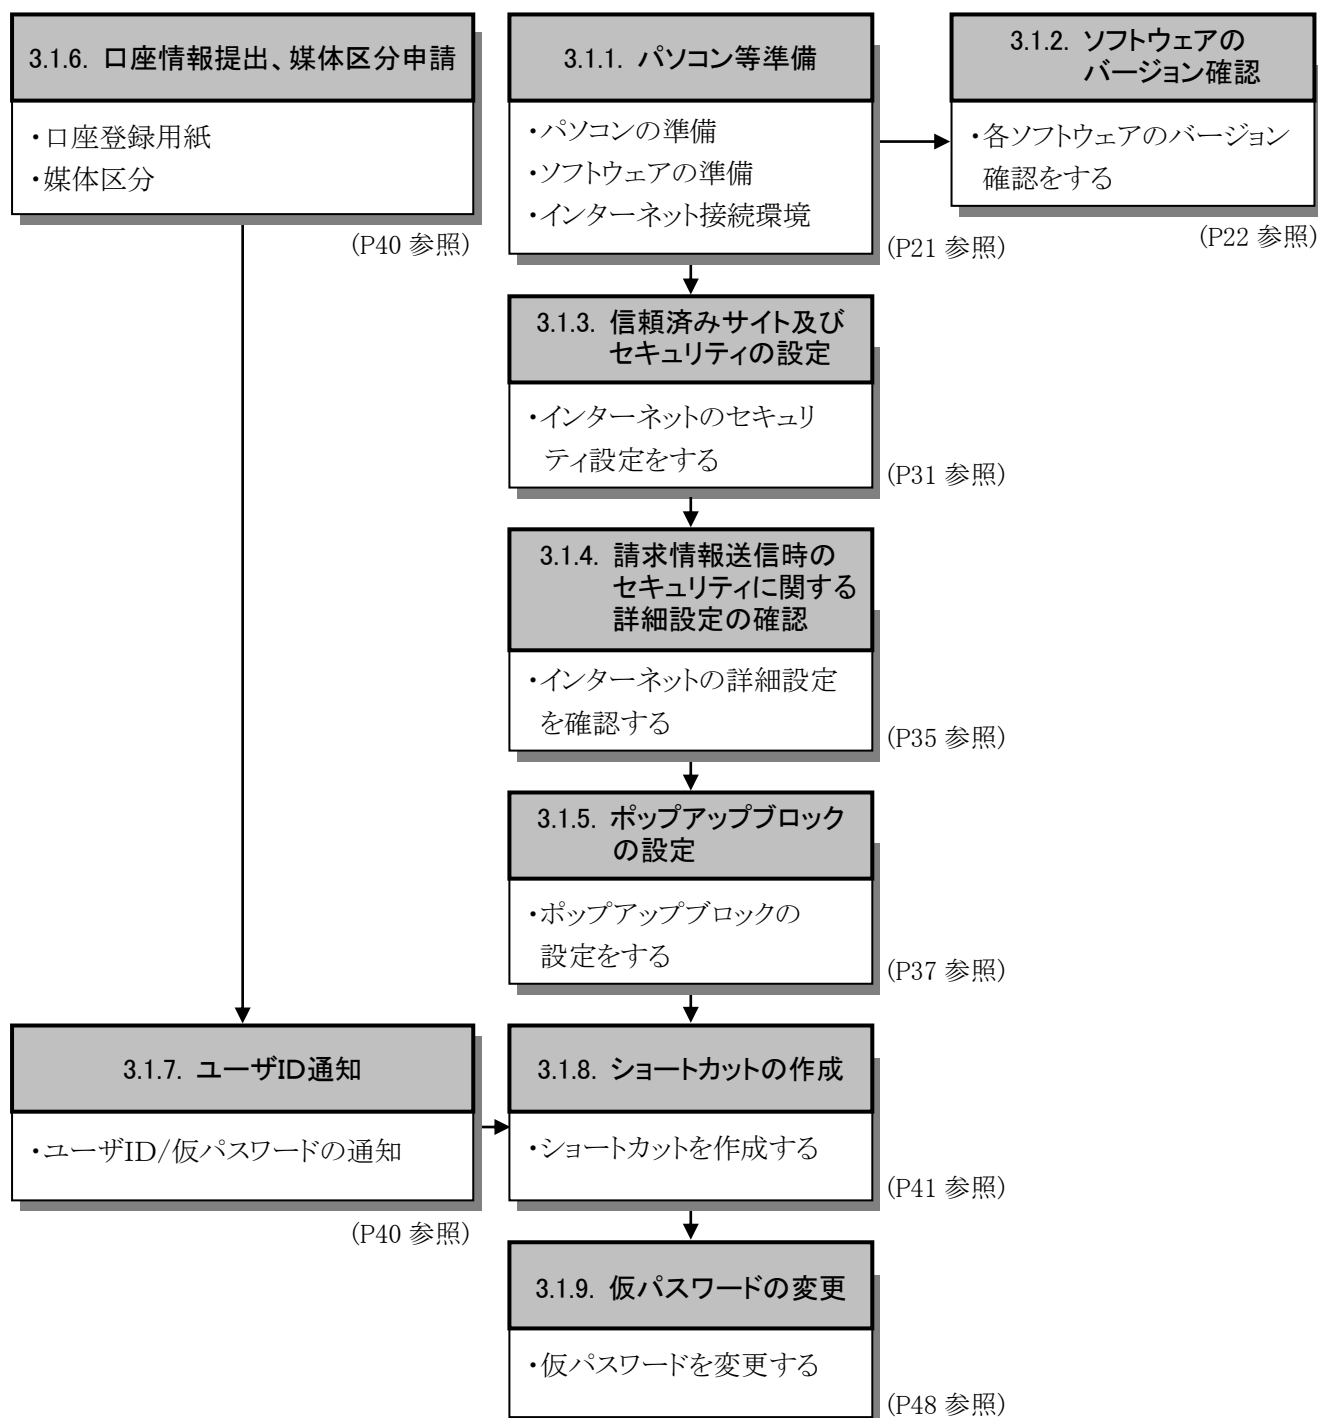 3.1.6. 口座情報提出、媒体区分申請
・口座登録用紙
・媒体区分
(P40 参照)
3.1.1. パソコン等準備
・パソコンの準備
・ソフトウェアの準備
・インターネット接続環境
(P21 参照)
3.1.2. ソフトウェアの
バージョン確認
・各ソフトウェアのバージョン
確認をする
(P22 参照)
3.1.3. 信頼済みサイト及び
セキュリティの設定
・インターネットのセキュリ
ティ設定をする
(P31 参照)
3.1.4. 請求情報送信時の
セキュリティに関する
詳細設定の確認
・インターネットの詳細設定
を確認する
(P35 参照)
3.1.5. ポップアップブロック
の設定
・ポップアップブロックの
設定をする
(P37 参照)
3.1.7. ユーザID通知
・ユーザID/仮パスワードの通知
(P40 参照)
3.1.8. ショートカットの作成
・ショートカットを作成する
(P41 参照)
3.1.9. 仮パスワードの変更
・仮パスワードを変更する
(P48 参照)